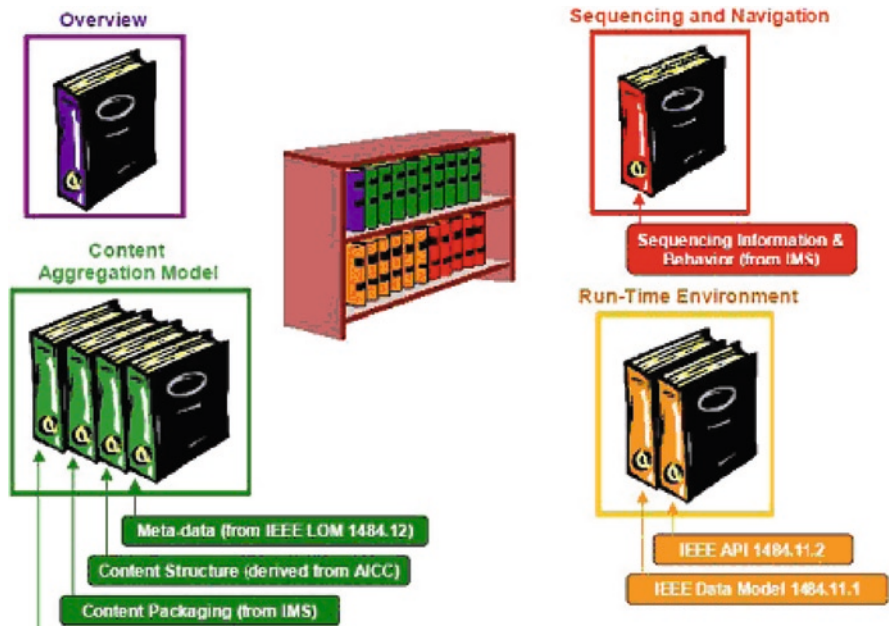 Overview
Sequencing and Navigation
Sequencing Information &
Behavior (from IMS)
Content
Aggregation Model
Run-Time Environment
Meta-data (from IEEE LOM 1484.12)
Content Structure (derived from AICC)
Content Packaging (from IMS)
IEEE API 1484.11.2
IEEE Data Model 1484.11.1